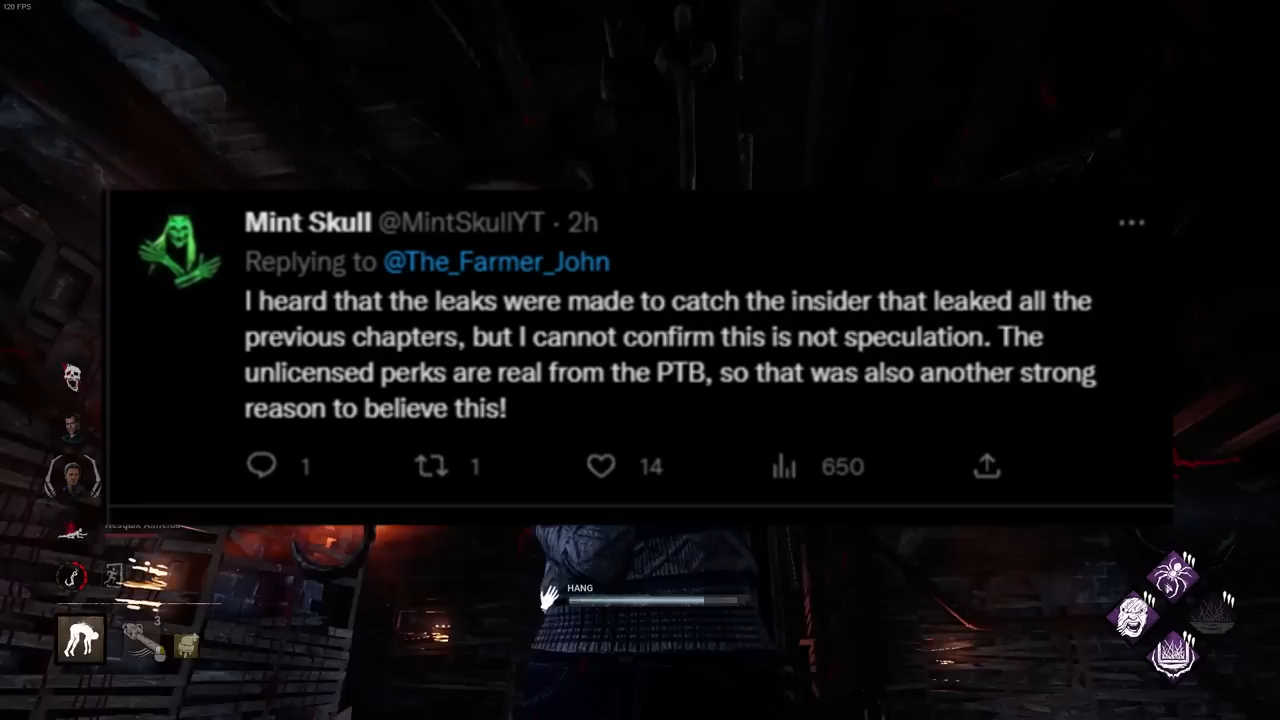 120 FPS
Mint Skull @MintSkullYT · 2h
Replying to @The_Farmer_John
I heard that the leaks were made to catch the insider that leaked all the
previous chapters, but I cannot confirm this is not speculation. The
unlicensed perks are real from the PTB, so that was also another strong
reason to believe this!
1 1 14 650
HANG
3